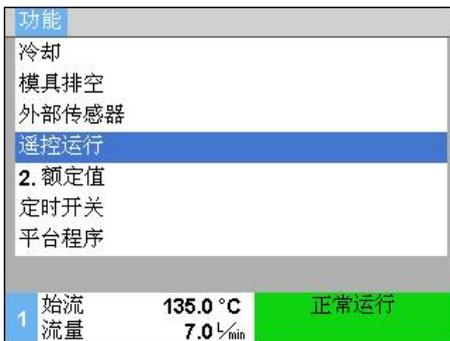 功能
冷却
模具排空
外部传感器
遥控运行
2. 额定值
定时开关
平台程序
1 始流 135.0 °C 正常运行
流量 7.0 L/min